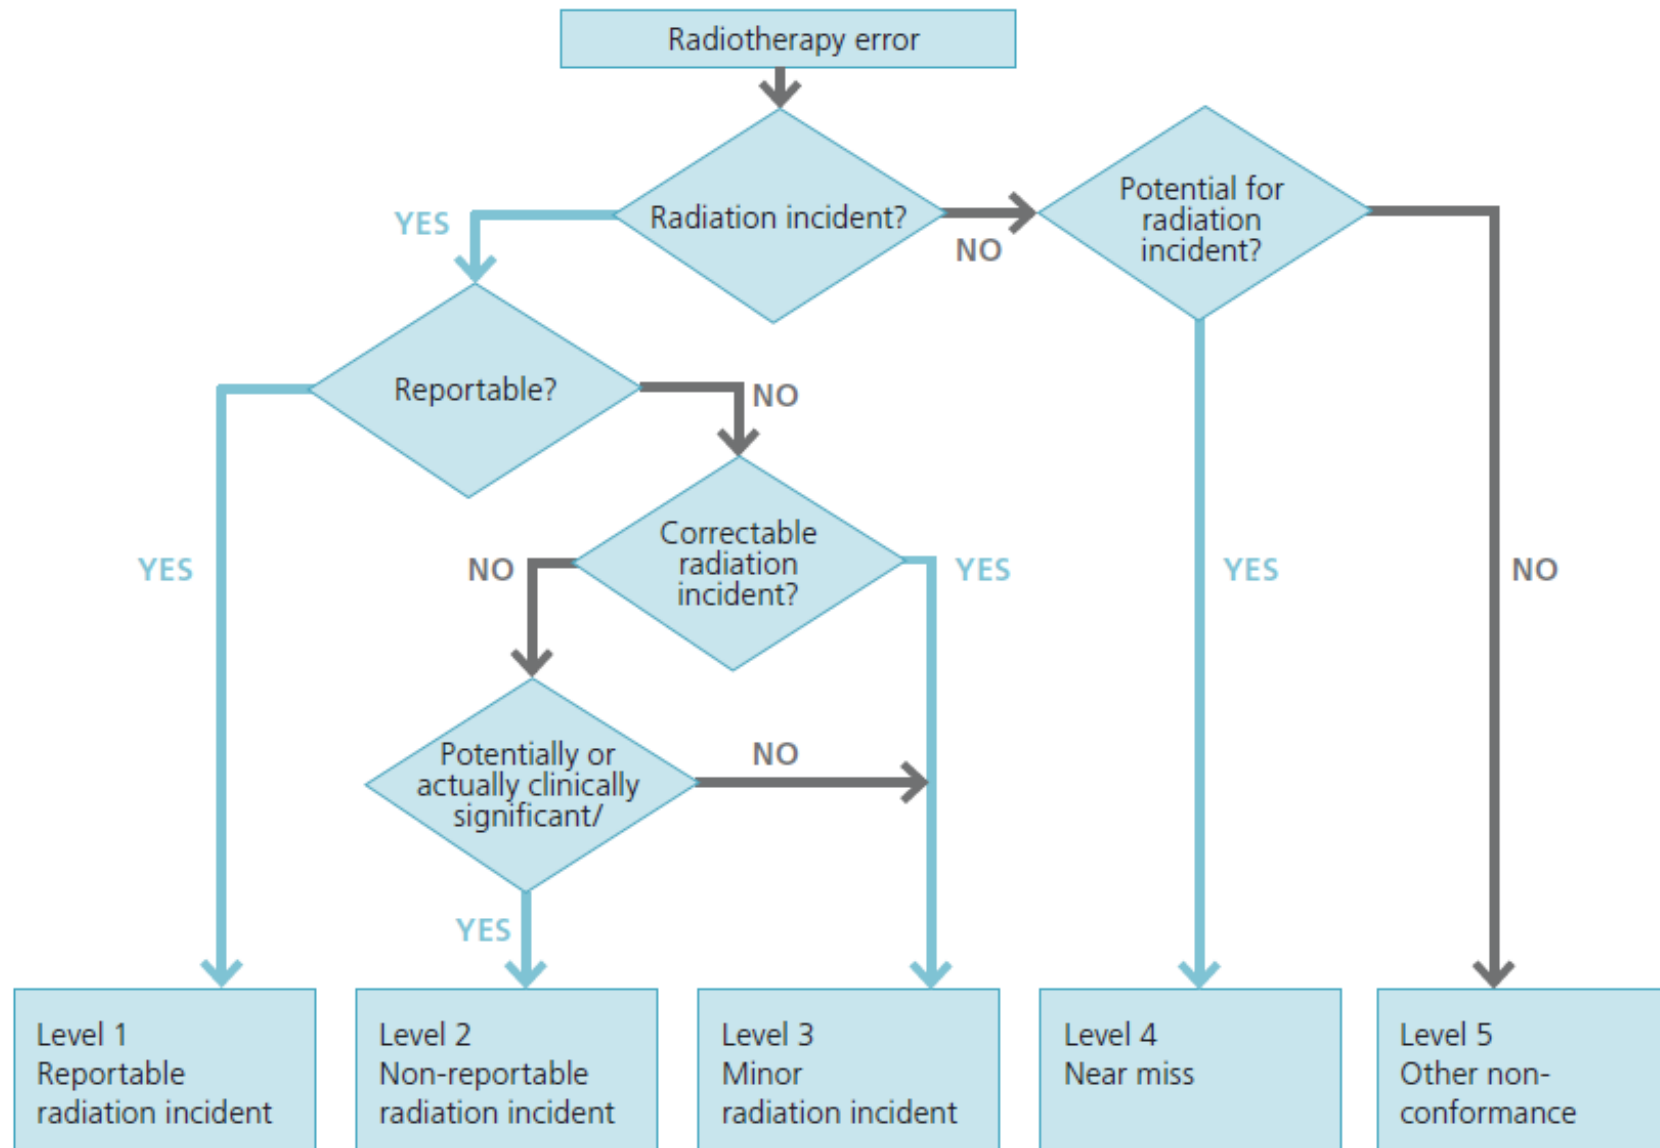 Radiotherapy error
Radiation incident?
Potential for
radiation
incident?
YES
NO
Reportable?
NO
Correctable
radiation
incident?
YES
NO
YES
YES
NO
Potentially or
actually clinically
significant/
NO
YES
Level 1
Reportable
radiation incident
Level 2
Non-reportable
radiation incident
Level 3
Minor
radiation incident
Level 4
Near miss
Level 5
Other non-
conformance